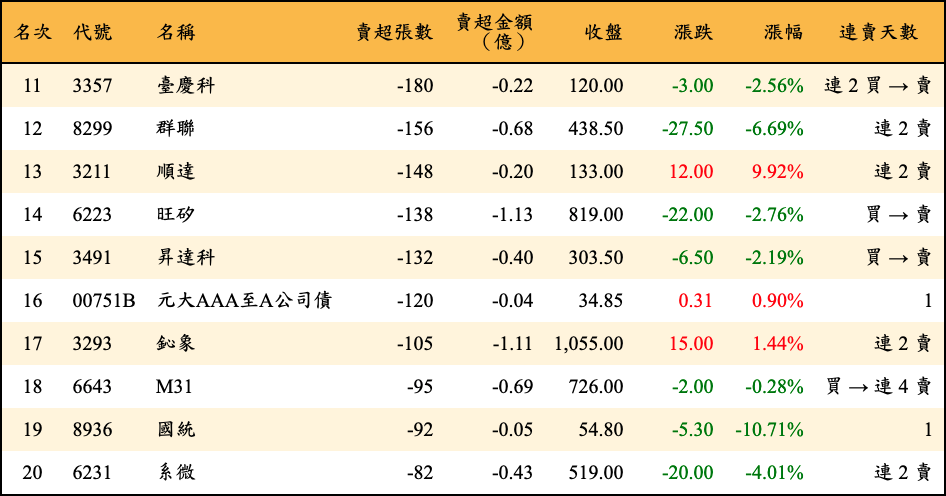 名次 代號 名稱 賣超張數 賣超金額（億） 收盤 漲跌 漲幅 連賣天數
11 3357 臺慶科 -180 -0.22 120.00 -3.00 -2.56% 連 2 買 → 賣
12 8299 群聯 -156 -0.68 438.50 -27.50 -6.69% 連 2 賣
13 3211 順達 -148 -0.20 133.00 12.00 9.92% 連 2 賣
14 6223 旺矽 -138 -1.13 819.00 -22.00 -2.76% 買 → 賣
15 3491 昇達科 -132 -0.40 303.50 -6.50 -2.19% 買 → 賣
16 00751B 元大AAA至A公司債 -120 -0.04 34.85 0.31 0.90% 1
17 3293 鈊象 -105 -1.11 1,055.00 15.00 1.44% 連 2 賣
18 6643 M31 -95 -0.69 726.00 -2.00 -0.28% 買 → 連 4 賣
19 8936 國統 -92 -0.05 54.80 -5.30 -10.71% 1
20 6231 系微 -82 -0.43 519.00 -20.00 -4.01% 連 2 賣